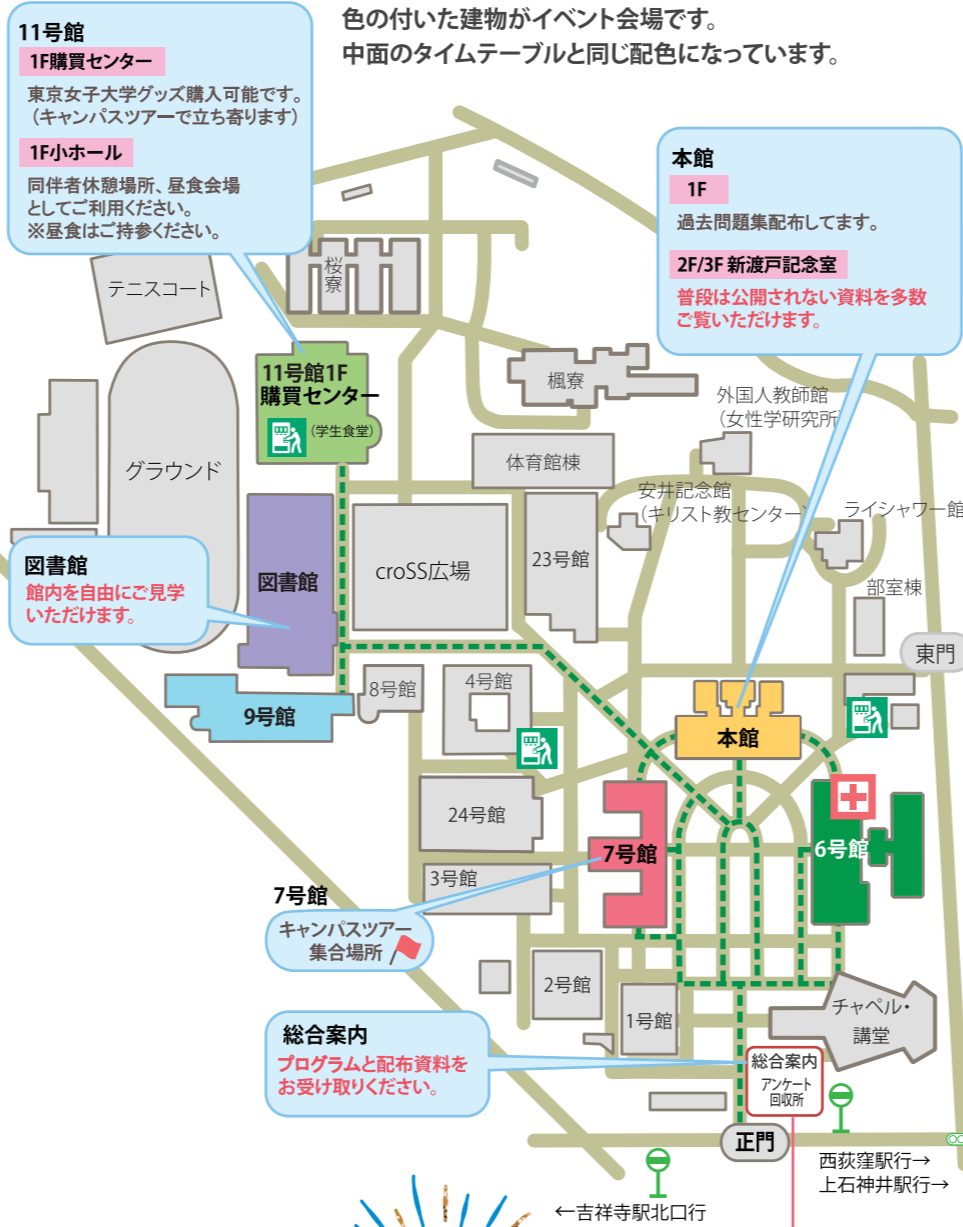 色の付いた建物がイベント会場です。
中面のタイムテーブルと同じ配色になっています。
11号館
1F購買センター
東京女子大学グッズ購入可能です。
（キャンパスツアーで立ち寄ります）
1F小ホール
同伴者休憩場所、昼食会場
としてご利用ください。
※昼食はご持参ください。
本館
1F
過去問題集配布してます。
2F/3F 新渡戸記念室
普段は公開されない資料を多数
ご覧いただけます。
テニスコート
桜
寮
11号館1F
購買センター
（学生食堂）
楓寮
外国人教師館
（女性学研究所
グラウンド
体育館棟
安井記念館
（キリスト教センター）
ライシャワー館
図書館
館内を自由にご見学
いただけます。
図書館
croSS広場
23号館
部室棟
東門
8号館
4号館
9号館
本館
24号館
7号館
6号館
3号館
7号館
キャンパスツアー
集合場所
2号館
1号館
チャペル・
講堂
総合案内
プログラムと配布資料を
お受け取りください。
総合案内
アンケート
回収所
正門
西荻窪駅行→
上石神井駅行→
←吉祥寺駅北口行